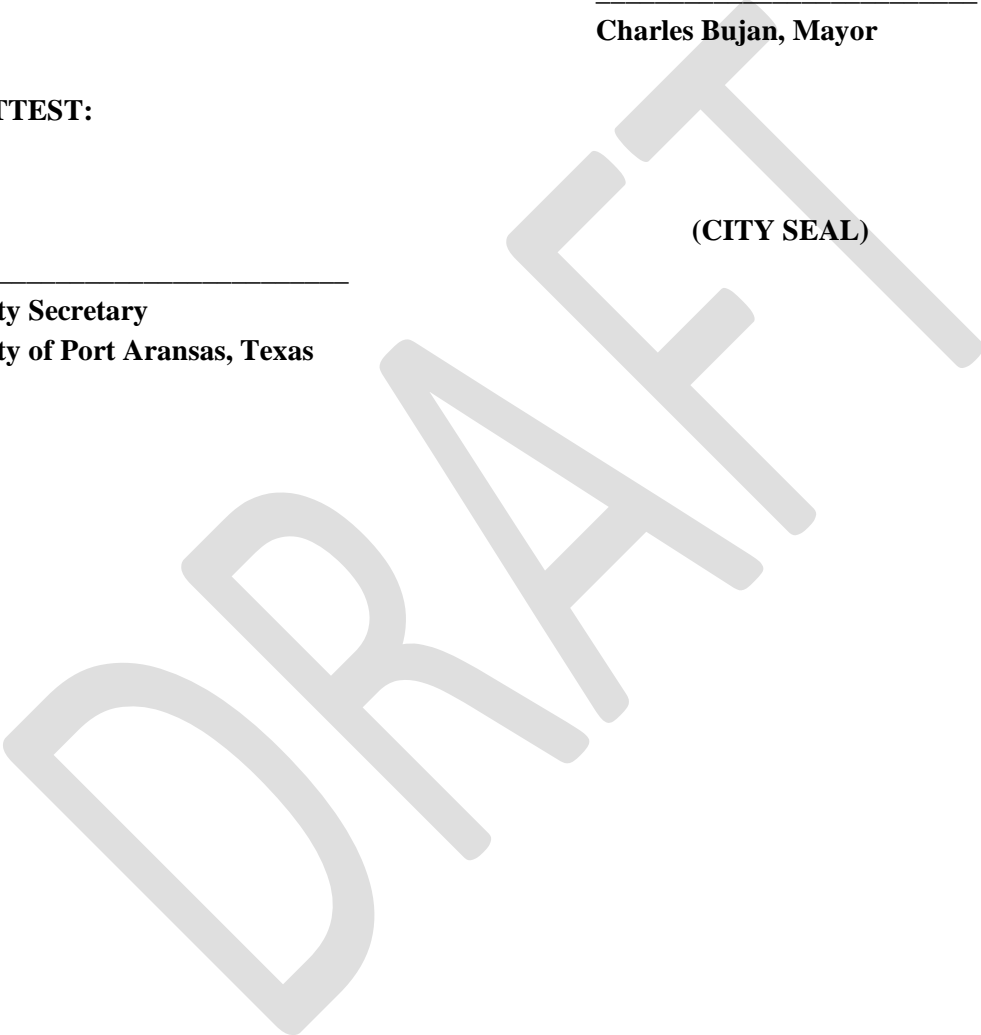 Charles Bujan, Mayor
TTEST:
(CITY SEAL)
ty Secretary
ty of Port Aransas, Texas
DRAFT